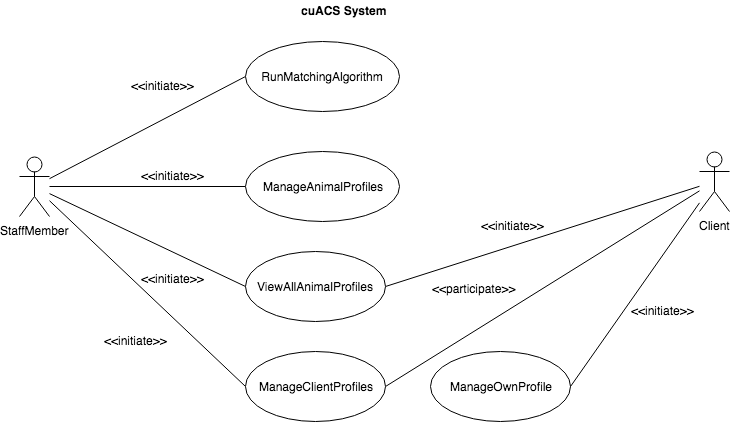 cuACS System
RunMatchingAlgorithm
<<initiate>>
<<initiate>>
ManageAnimalProfiles
StaffMember
Client
<<initiate>>
<<initiate>>
ViewAllAnimalProfiles
<<participate>>
<<initiate>>
<<initiate>>
ManageClientProfiles
ManageOwnProfile